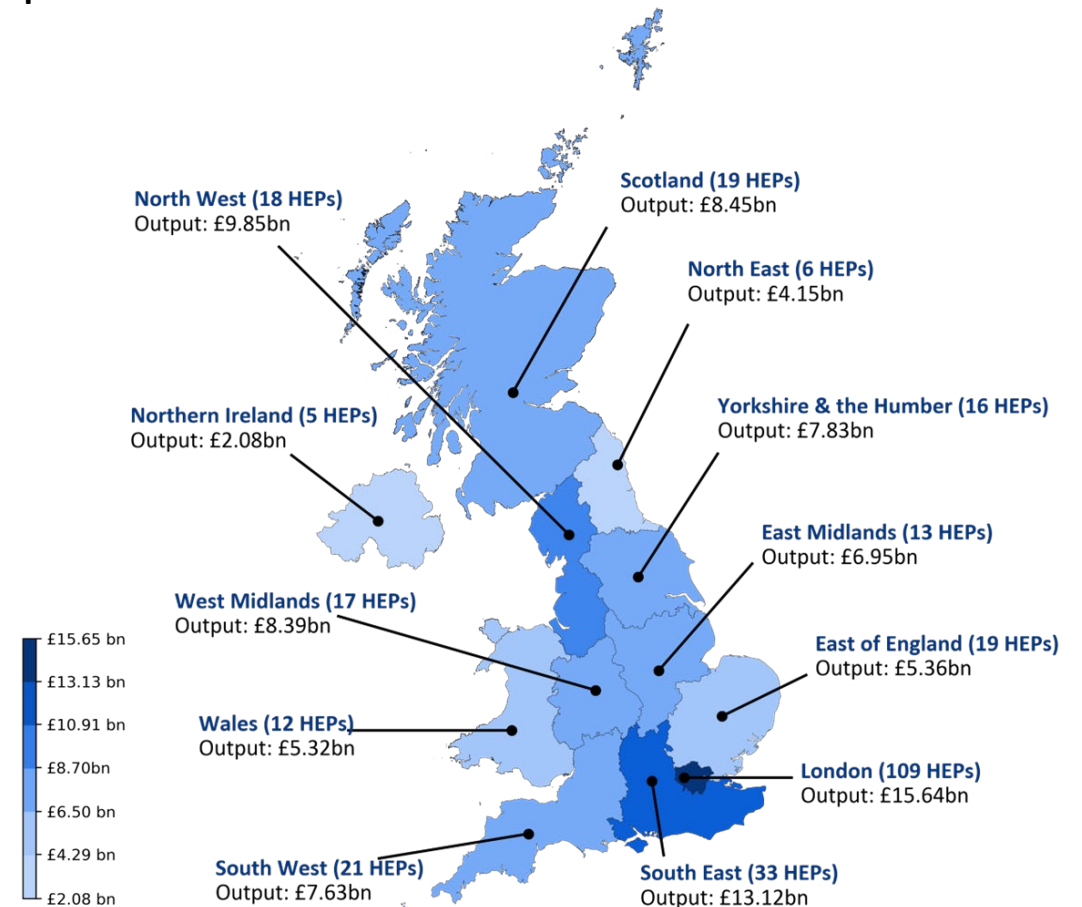 Scotland (19 HEPs)
Output: £8.45bn
North West (18 HEPs)
Output: £9.85bn
North East (6 HEPs)
Output: £4.15bn
Yorkshire & the Humber (16 HEPs)
Output: £7.83bn
Northern Ireland (5 HEPs)
Output: £2.08bn
East Midlands (13 HEPs)
Output: £6.95bn
West Midlands (17 HEPs)
Output: £8.39bn
East of England (19 HEPs)
Output: £5.36bn
Wales (12 HEPs)
Output: £5.32bn
London (109 HEPs)
Output: £15.64bn
South West (21 HEPs)
Output: £7.63bn
South East (33 HEPs)
Output: £13.12bn
£15.65 bn
£13.13 bn
£10.91 bn
£8.70bn
£6.50 bn
£4.29 bn
£2.08 bn